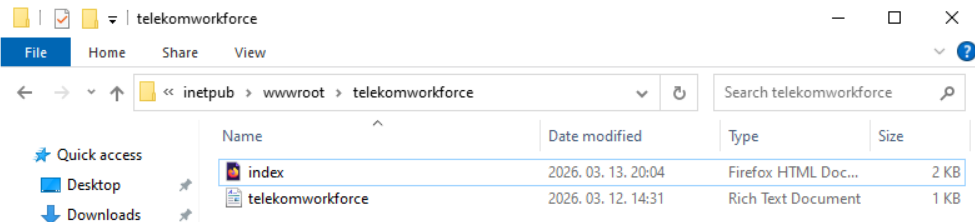 telekomworkforce
File Home Share View
« inetpub › wwwroot › telekomworkforce Search telekomworkforce
Name Date modified Type Size
Quick access
Desktop
Downloads
index 2026. 03. 13. 20:04 Firefox HTML Doc... 2 KB
telekomworkforce 2026. 03. 12. 14:31 Rich Text Document 1 KB